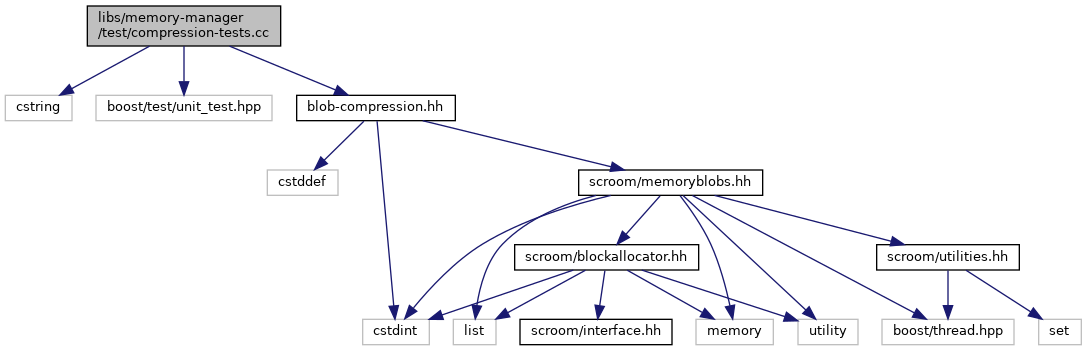 libs/memory-manager
/test/compression-tests.cc
cstring
boost/test/unit_test.hpp
blob-compression.hh
cstddef
scroom/memoryblobs.hh
scroom/blockallocator.hh
scroom/utilities.hh
cstdint
list
scroom/interface.hh
memory
utility
boost/thread.hpp
set